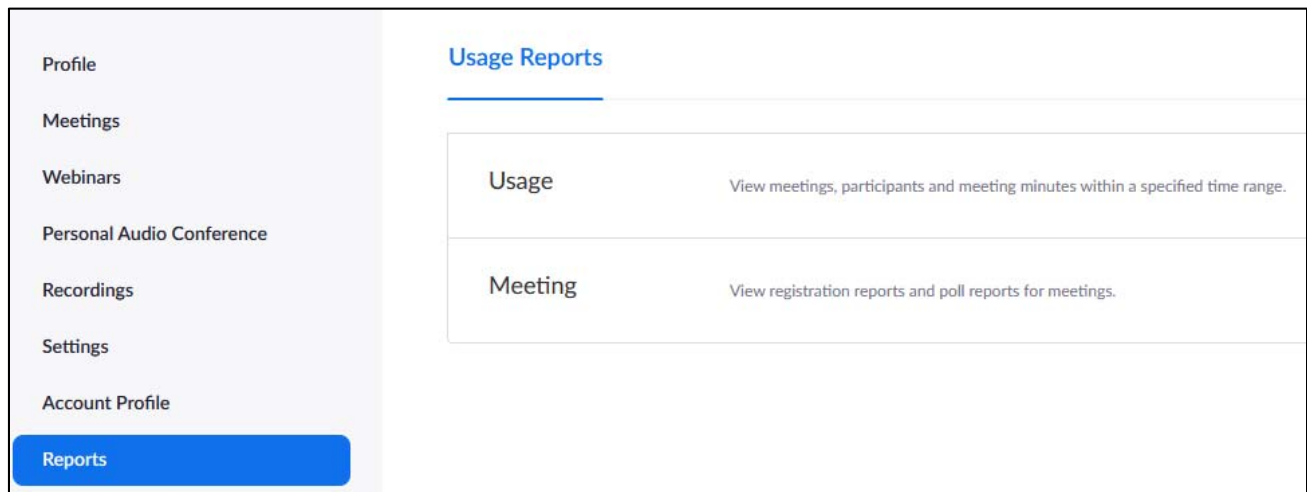 Profile
Meetings
Webinars
Personal Audio Conference
Recordings
Settings
Account Profile
Reports
Usage Reports
Usage
View meetings, participants and meeting minutes within a specified time range.
Meeting
View registration reports and poll reports for meetings.